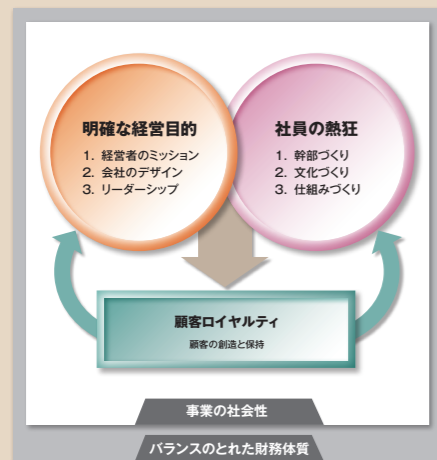 明確な経営目的
1. 経営者のミッション
2. 会社のデザイン
3. リーダーシップ
社員の熱狂
1. 幹部づくり
2. 文化づくり
3. 仕組みづくり
顧客ロイヤルティ
顧客の創造と保持
事業の社会性
バランスのとれた財務体質